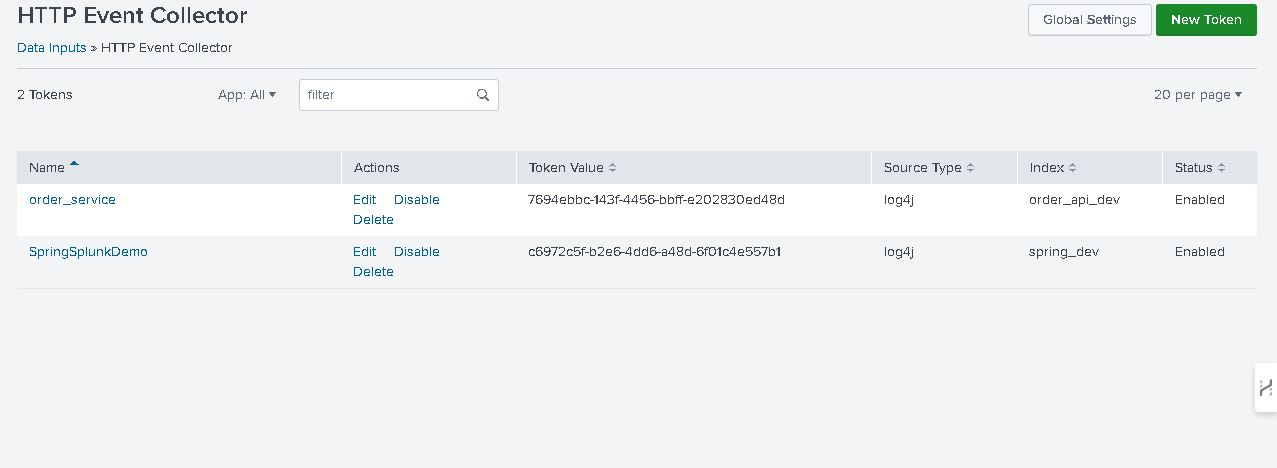 HTTP Event Collector
Global Settings
New Token
Data Inputs » HTTP Event Collector
2 Tokens
App: All
filter
20 per page
Name Actions Token Value Source Type Index Status
order_service Edit Disable 7694ebbc-143f-4456-bbff-e202830ed48d log4j order_api_dev Enabled
Delete
SpringSplunkDemo Edit Disable c6972c5f-b2e6-4dd6-a48d-6f01c4e557b1 log4j spring_dev Enabled
Delete